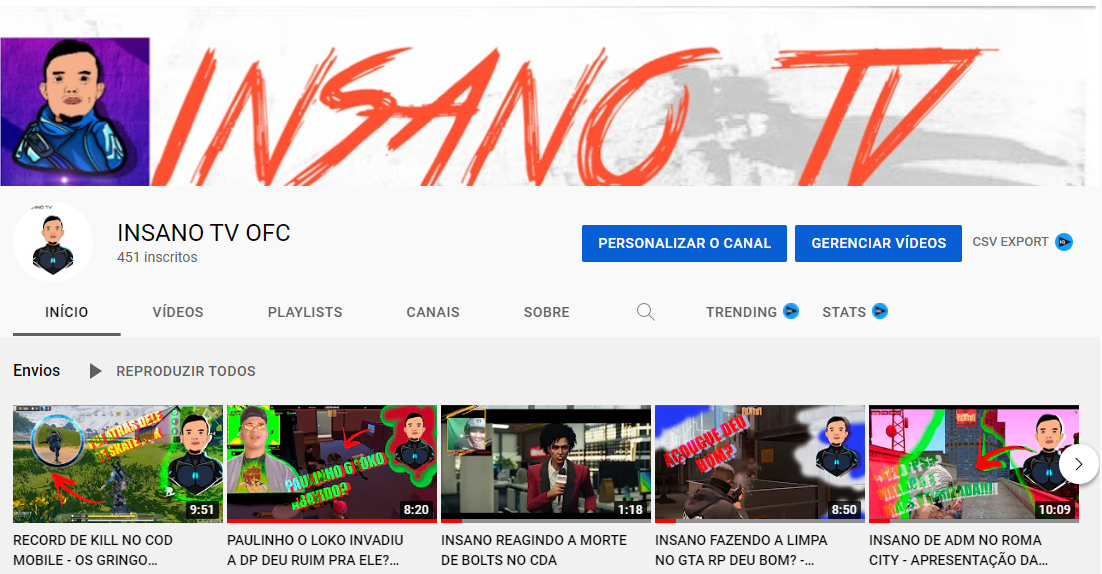 INSANO TV
INSANO TV OFC
451 inscritos
PERSONALIZAR O CANAL
GERENCIAR VÍDEOS
CSV EXPORT
INÍCIO
VÍDEOS
PLAYLISTS
CANAIS
SOBRE
TRENDING
STATS
Envios
REPRODUZIR TODOS
9:51
PAULINHO O LOKO
8:20
1:18
AÇOUGUE DEU
BOM?
8:50
10:09
RECORD DE KILL NO COD
MOBILE - OS GRINGO...
PAULINHO O LOKO INVADIU
A DP DEU RUIM PRA ELE?...
INSANO REAGINDO A MORTE
DE BOLTS NO CDA
INSANO FAZENDO A LIMPA
NO GTA RP DEU BOM? -...
INSANO DE ADM NO ROMA
CITY - APRESENTAÇÃO DA...